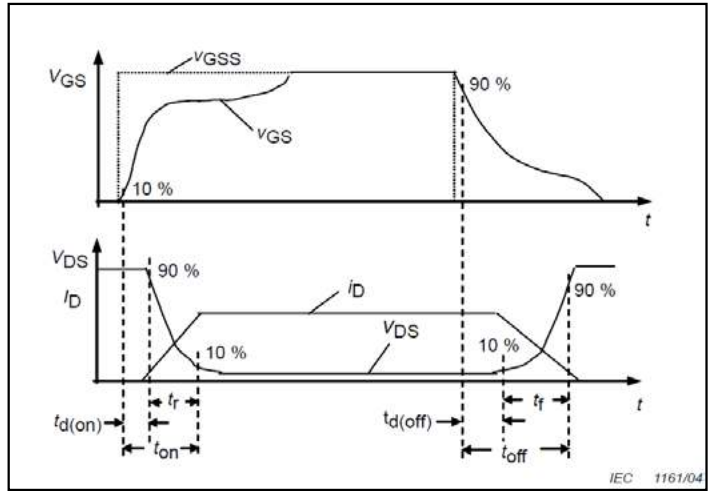 vGSS
VGS
90 %
vGS
10 %
t
VDS
90 %
ID
iD
90 %
VDS
10 %
10 %
tr
tf
t
td(on)
td(off)
ton
toff
IEC 1161/04